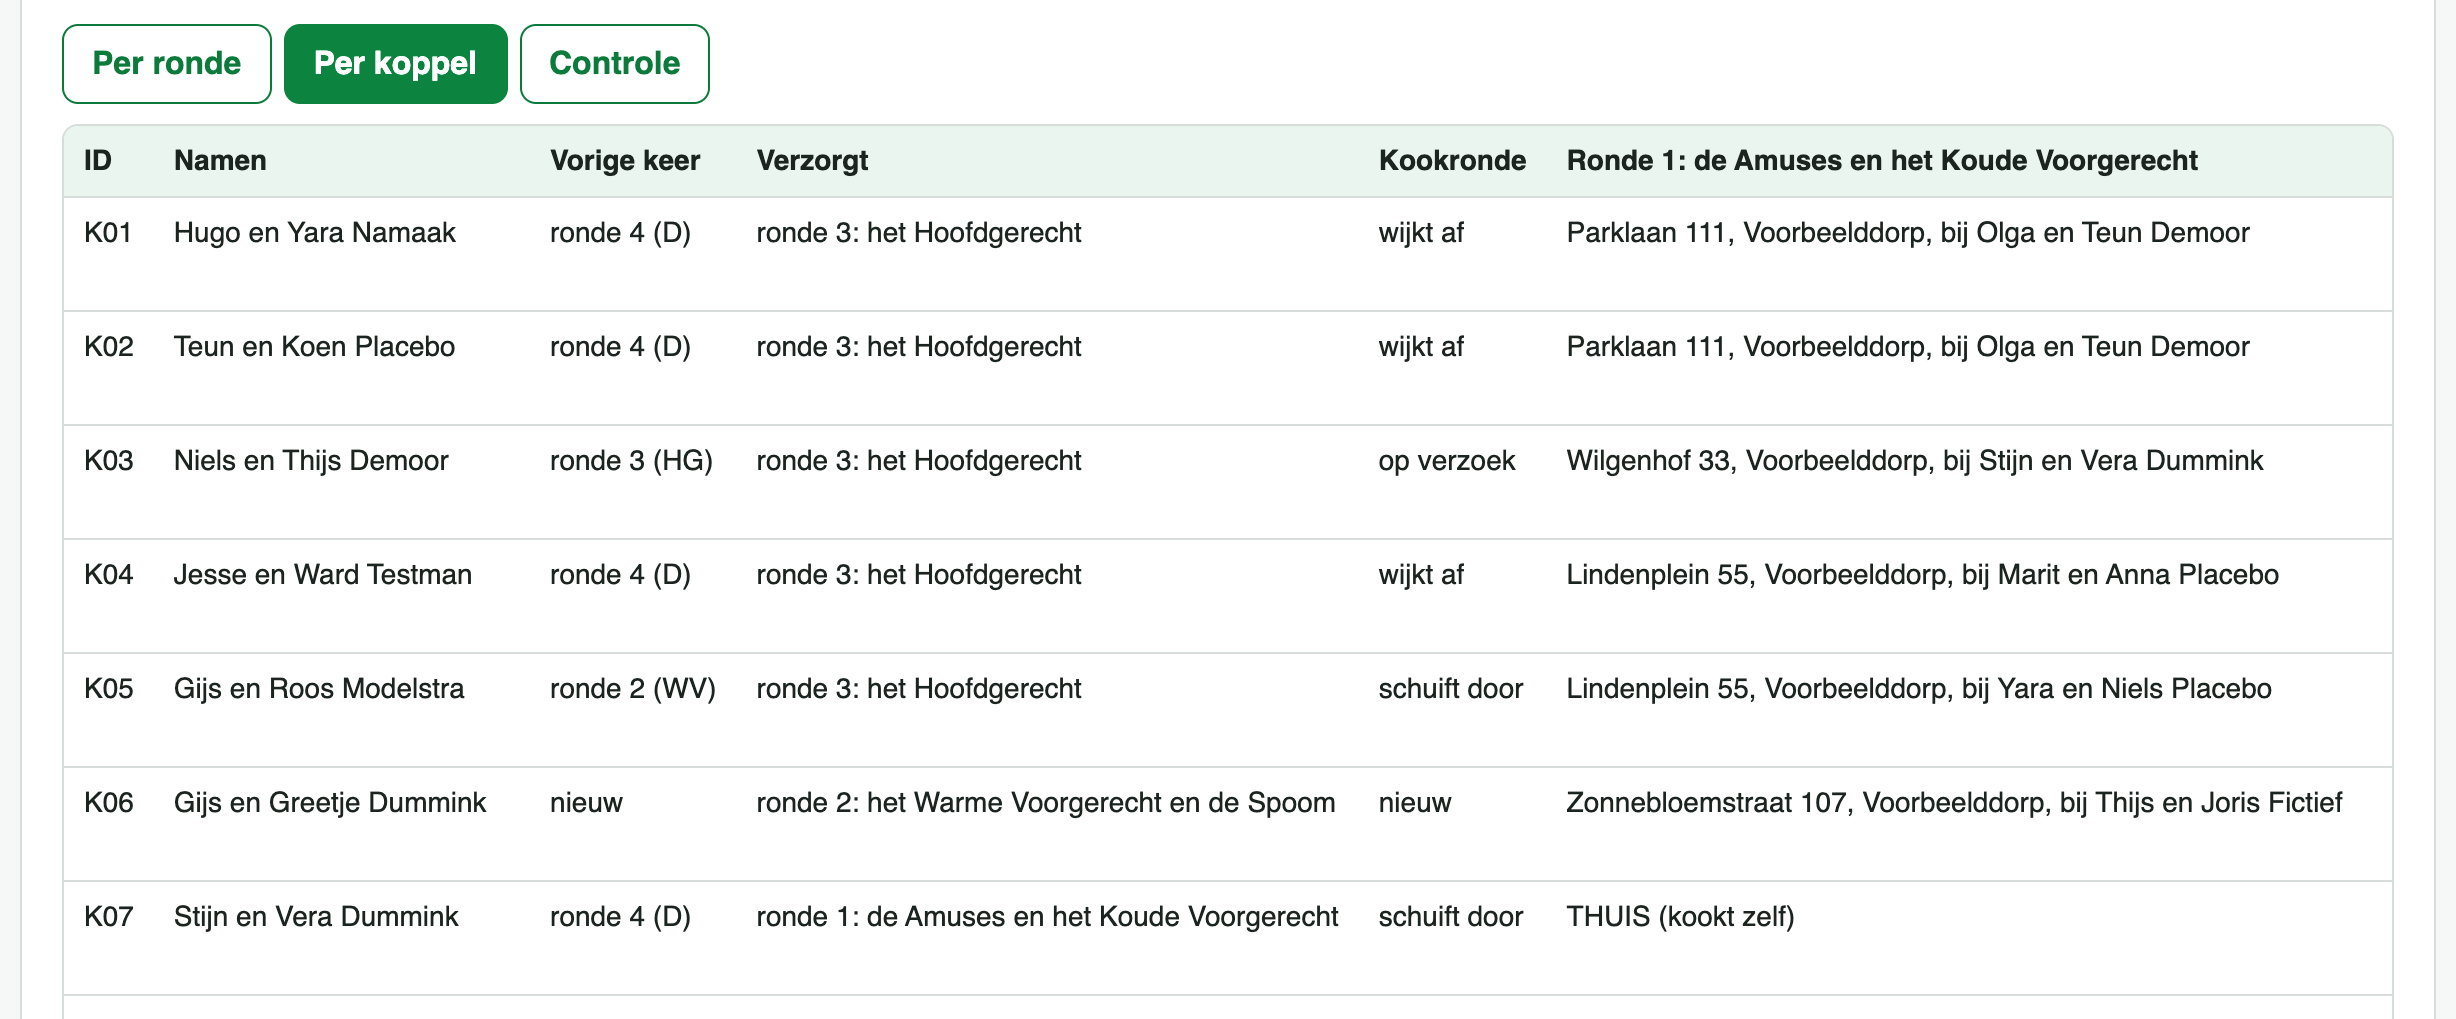 Per ronde Per koppel Controle
ID Namen Vorige keer Verzorgt Kookronde Ronde 1: de Amuses en het Koude Voorgerecht
K01 Hugo en Yara Namaak ronde 4 (D) ronde 3: het Hoofdgerecht wijkt af Parklaan 111, Voorbeelddorp, bij Olga en Teun Demoor
K02 Teun en Koen Placebo ronde 4 (D) ronde 3: het Hoofdgerecht wijkt af Parklaan 111, Voorbeelddorp, bij Olga en Teun Demoor
K03 Niels en Thijs Demoor ronde 3 (HG) ronde 3: het Hoofdgerecht op verzoek Wilgenhof 33, Voorbeelddorp, bij Stijn en Vera Dummink
K04 Jesse en Ward Testman ronde 4 (D) ronde 3: het Hoofdgerecht wijkt af Lindenplein 55, Voorbeelddorp, bij Marit en Anna Placebo
K05 Gijs en Roos Modelstra ronde 2 (WV) ronde 3: het Hoofdgerecht schuift door Lindenplein 55, Voorbeelddorp, bij Yara en Niels Placebo
K06 Gijs en Greetje Dummink nieuw ronde 2: het Warme Voorgerecht en de Spoom nieuw Zonnebloemstraat 107, Voorbeelddorp, bij Thijs en Joris Fictief
K07 Stijn en Vera Dummink ronde 4 (D) ronde 1: de Amuses en het Koude Voorgerecht schuift door THUIS (kookt zelf)